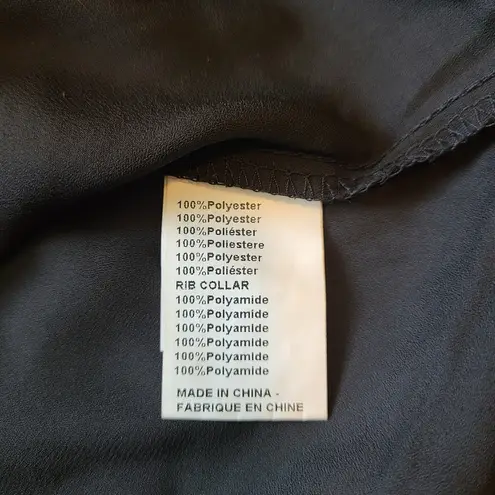 100%Polyester
100%Polyester
100%Poliéster
100%Poliestere
100%Polyester
100%Poliéster
RIB COLLAR
100%Polyamide
100%Polyamide
100%Polyamide
100%Polyamide
100%Polyamide
100%Polyamide
MADE IN CHINA -
FABRIQUE EN CHINE